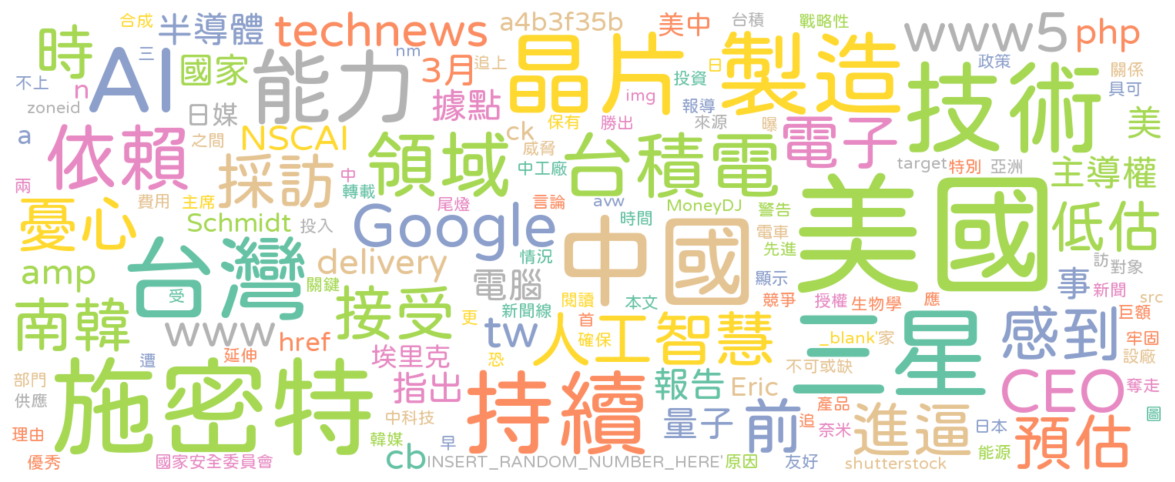 合成 半導體 technews a4b3f35b 美中 台積 戰略性 www5 php
時 AI 三 國家 能力 nm 追上 3月 晶片 日 投資 製造 政策 關係
不上 n 日媒 據點 img 報導 技術 具可
zoneid a 之間 NSCAI ck 保有 勝出 來源 曝 電子 美
依賴 採訪 領域 威脅 台積電 target 特別 亞洲 主導權
兩 費用 主席 中 轉載 中工廠 尾燈 言論 avw MoneyDJ 警告
憂心 Schmidt 投入 Google 時間 電車 美國 低估
台灣 delivery 情況 中國 先進 訪 對象
amp 受 關鍵 電腦 閱讀 本文 顯示 競爭 授權 生物學 應 事 新聞 src
南韓 www 接受 新聞線 更 tw 首 人工智慧 確保 _blank' 家 三星 感到 巨額 牢固
遭 延伸 href 埃里克 恐 不可或缺 設廠
部門 供應 施密特 指出 持續 報告 Eric CEO 奪走
理由 中科技 量子 前 追 產品 奈米 進逼 日本 圖
優秀 國家安全委員會 韓媒 早 cb INSERT_RANDOM_NUMBER_HERE' 原因 友好 shutterstock 能源 預估